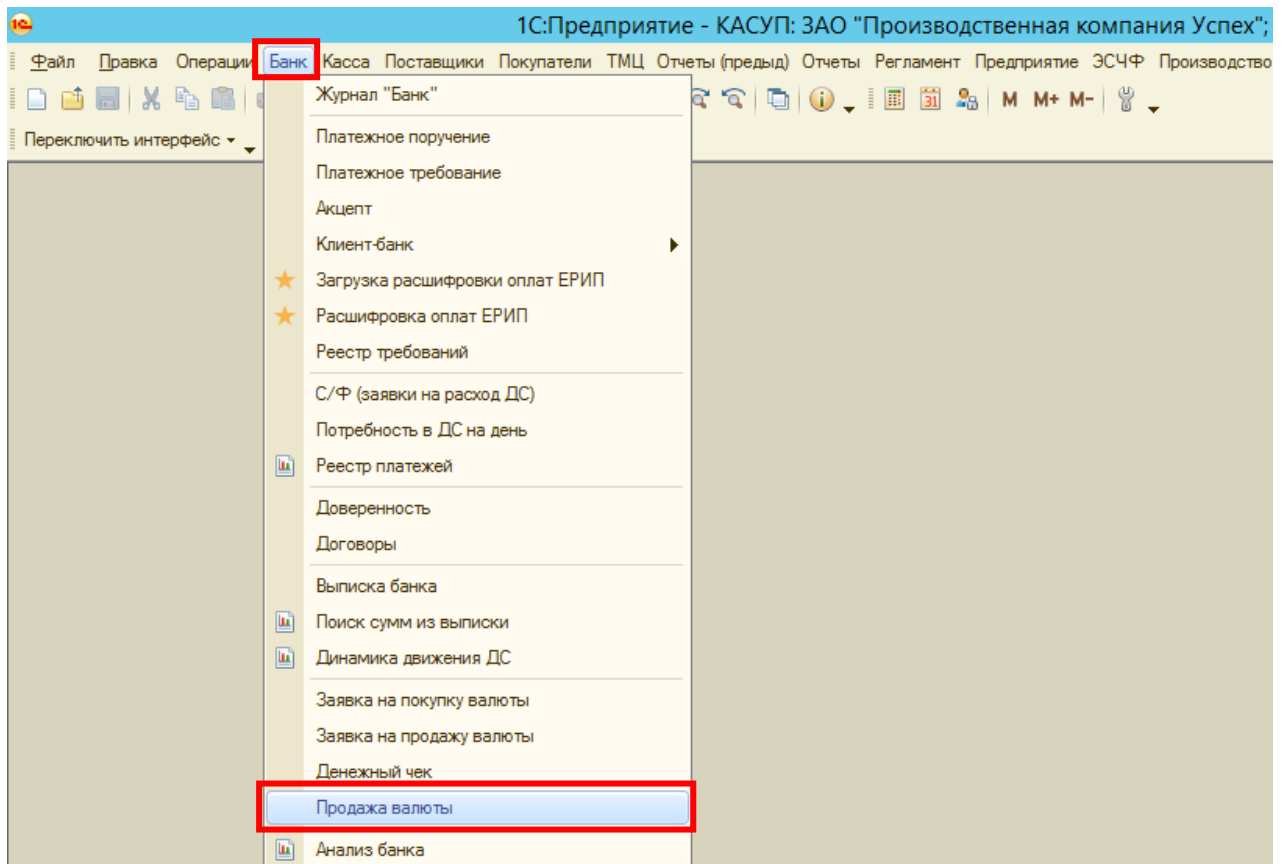 1С:Предприятие - КАСУП: ЗАО "Производственная компания Успех";
Файл Правка Операции Банк Касса Поставщики Покупатели ТМЦ Отчеты (предыд) Отчеты Регламент Предприятие ЭСЧФ Производство
M M+ M-
Переключить интерфейс
Журнал "Банк"
Платежное поручение
Платежное требование
Акцепт
Клиент-банк
Загрузка расшифровки оплат ЕРИП
Расшифровка оплат ЕРИП
Реестр требований
С/Ф (заявки на расход ДС)
Потребность в ДС на день
Реестр платежей
Доверенность
Договоры
Выписка банка
Поиск сумм из выписки
Динамика движения ДС
Заявка на покупку валюты
Заявка на продажу валюты
Денежный чек
Продажа валюты
Анализ банка